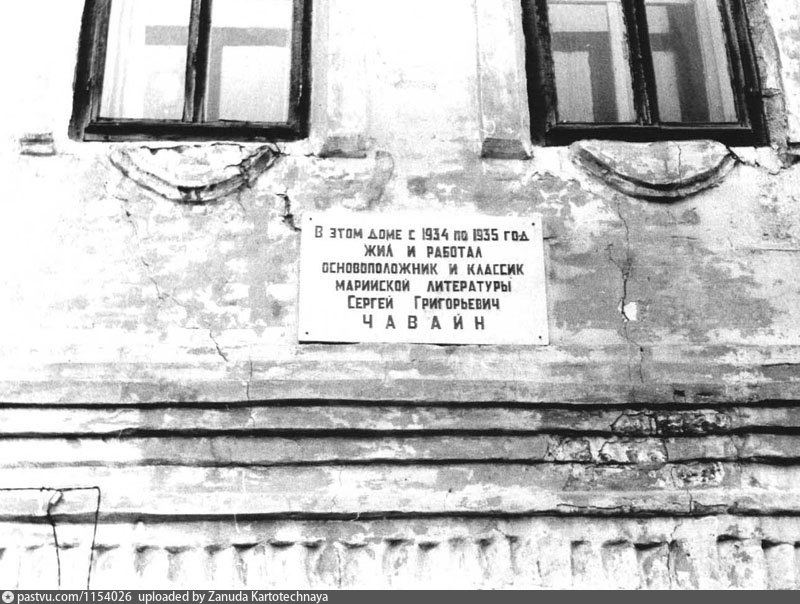 В ЭТОМ ДОМЕ С 1934 ПО 1935 ГОД
ЖИЛ И РАБОТАЛ
ОСНОВОПОЛОЖНИК И КЛАССИК
МАРИЙСКОЙ ЛИТЕРАТУРЫ
СЕРГЕЙ ГРИГОРЬЕВИЧ
ЧАВАЙН
pastvu.com/1154026 uploaded by Zanuda Kartotechnaya